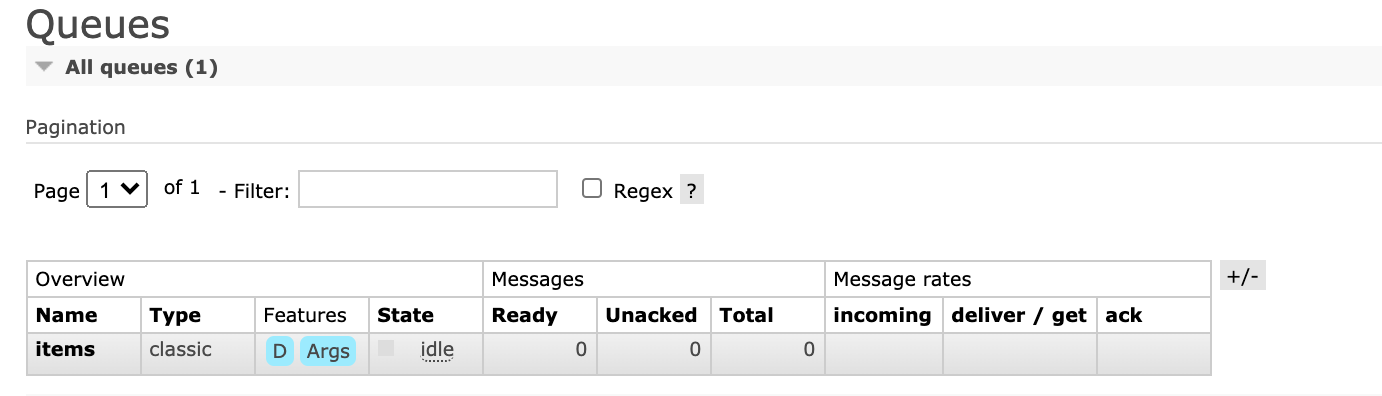 Queues
All queues (1)
Pagination
Page 1 of 1 - Filter: Regex ?
Overview Messages Message rates +/-
Name Type Features State Ready Unacked Total incoming deliver / get ack
items classic D Args idle 0 0 0